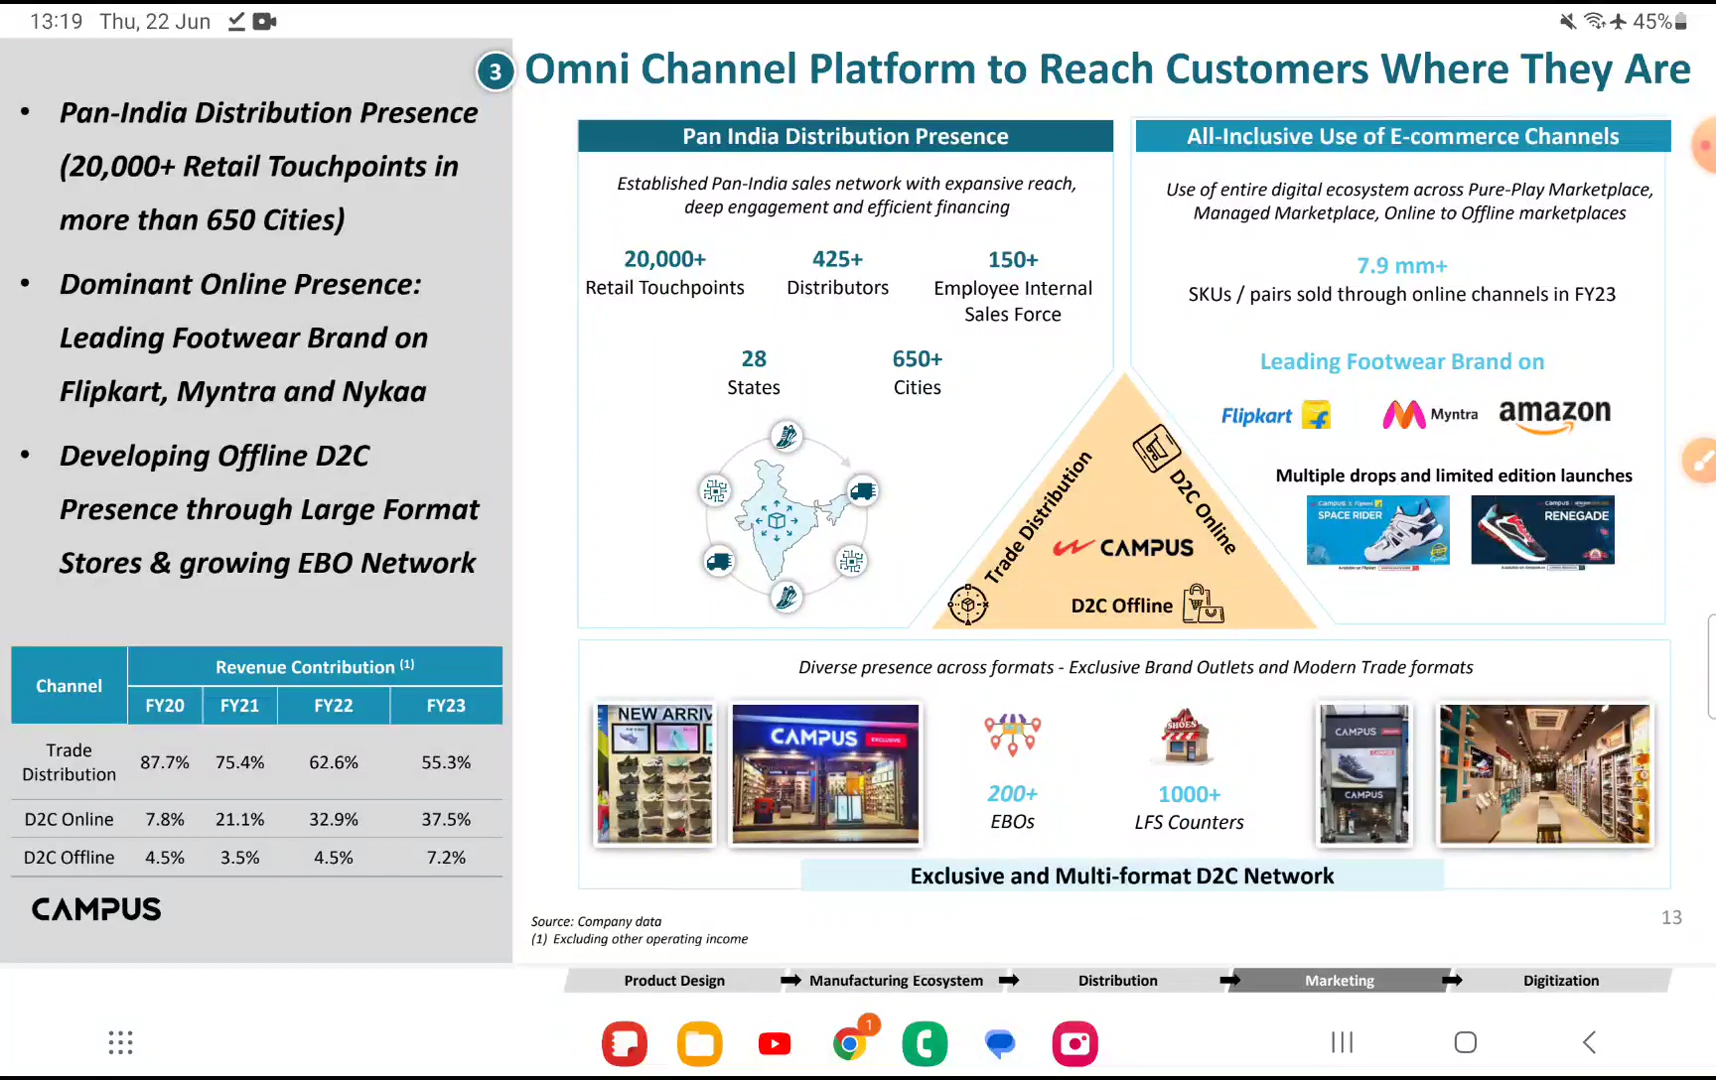 13:19 Thu, 22 Jun
45%
3 Omni Channel Platform to Reach Customers Where They Are
• Pan-India Distribution Presence
(20,000+ Retail Touchpoints in
more than 650 Cities)
• Dominant Online Presence:
Leading Footwear Brand on
Flipkart, Myntra and Nykaa
• Developing Offline D2C
Presence through Large Format
Stores & growing EBO Network
Channel Revenue Contribution (1)
FY20 FY21 FY22 FY23
Trade
Distribution 87.7% 75.4% 62.6% 55.3%
D2C Online 7.8% 21.1% 32.9% 37.5%
D2C Offline 4.5% 3.5% 4.5% 7.2%
CAMPUS
Pan India Distribution Presence
Established Pan-India sales network with expansive reach,
deep engagement and efficient financing
20,000+ 425+ 150+
Retail Touchpoints Distributors Employee Internal
Sales Force
28 650+
States Cities
All-Inclusive Use of E-commerce Channels
Use of entire digital ecosystem across Pure-Play Marketplace,
Managed Marketplace, Online to Offline marketplaces
7.9 mm+
SKUs / pairs sold through online channels in FY23
Leading Footwear Brand on
Flipkart Myntra amazon
Multiple drops and limited edition launches
SPACE RIDER
RENEGADE
Trade Distribution
D2C Online
CAMPUS
D2C Offline
Diverse presence across formats - Exclusive Brand Outlets and Modern Trade formats
NEW ARRIV
CAMPUS EXCLUSIVE
SHOES
CAMPUS
CAMPUS
200+ 1000+
EBOs LFS Counters
Exclusive and Multi-format D2C Network
Source: Company data
(1) Excluding other operating income
13
Product Design Manufacturing Ecosystem Distribution Marketing Digitization
1